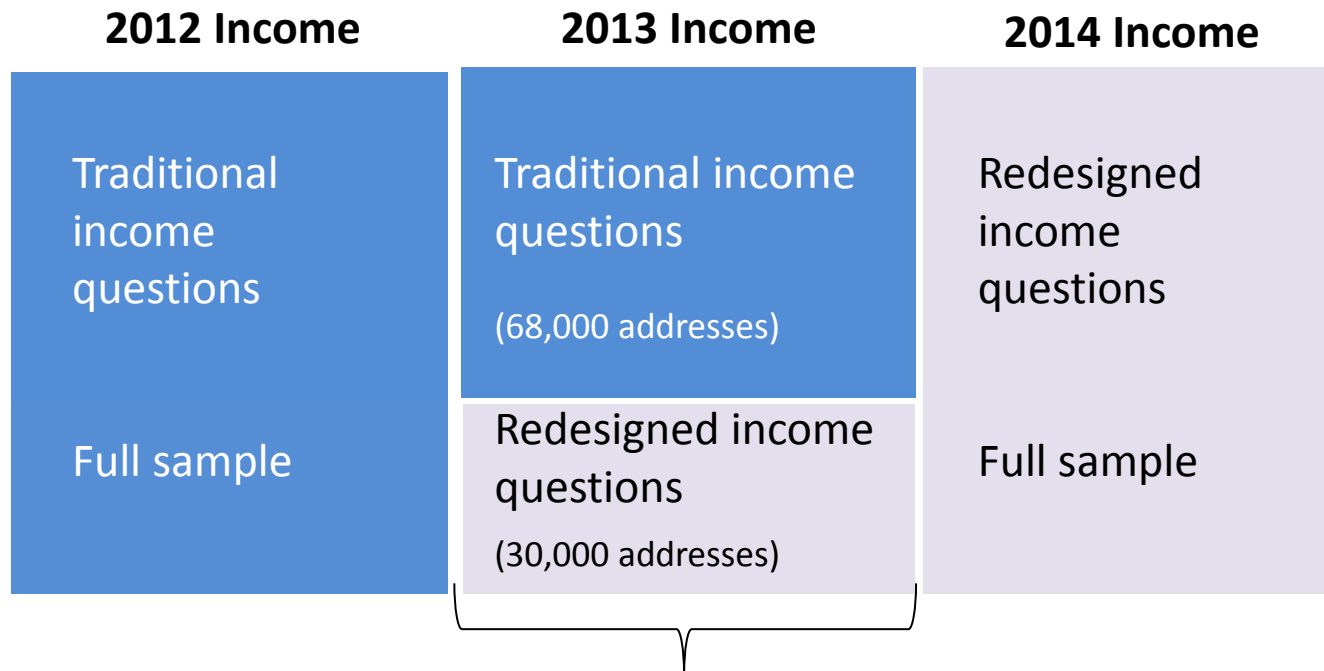 2012 Income
2013 Income
2014 Income
Traditional
income
questions
Full sample
Traditional income
questions
(68,000 addresses)
Redesigned income
questions
(30,000 addresses)
Redesigned
income
questions
Full sample